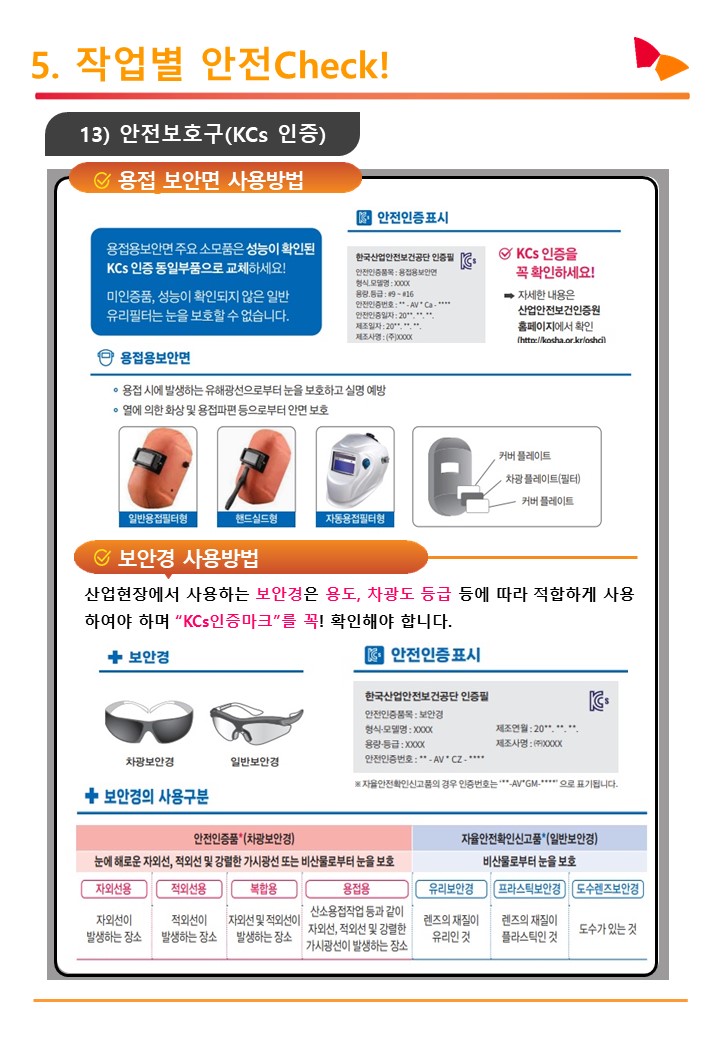 5. 작업별 안전Check!
13) 안전보호구(KCs 인증)
용접 보안면 사용방법
용접용보안면 주요 소모품은 성능이 확인된
KCs 인증 동일부품으로 교체하세요!
미인증품, 성능이 확인되지 않은 일반
유리필터는 눈을 보호할 수 없습니다.
안전인증표시
한국산업안전보건공단 인증필
안전인증품목 : 용접용보안면
형식.모델명 : XXXX
용량.등급 : #9 ~ #16
안전인증번호 : ** - AV * Ca - ****
안전인증일자 : 20**. **. **.
제조일자 : 20**. **. **.
제조사명 : (주)XXXX
KCs 인증을
꼭 확인하세요!
자세한 내용은
산업안전보건인증원
홈페이지에서 확인
(http://kosha.or.kr/oshci)
용접용보안면
용접 시에 발생하는 유해광선으로부터 눈을 보호하고 실명 예방
열에 의한 화상 및 용접파편 등으로부터 안면 보호
일반용접필터형
핸드실드형
자동용접필터형
커버 플레이트
차광 플레이트(필터)
커버 플레이트
보안경 사용방법
산업현장에서 사용하는 보안경은 용도, 차광도 등급 등에 따라 적합하게 사용
하여야 하며 “KCs인증마크”를 꼭! 확인해야 합니다.
보안경
차광보안경
일반보안경
안전인증표시
한국산업안전보건공단 인증필
안전인증품목 : 보안경
형식·모델명 : XXXX
제조연월 : 20**. **. **.
용량·등급 : XXXX
제조사명 : ㈜XXXX
안전인증번호 : ** - AV * CZ - ****
※ 자율안전확인신고품의 경우 인증번호는 '**-AV*GM-****' 으로 표기됩니다.
보안경의 사용구분
안전인증품*(차광보안경)
자율안전확인신고품*(일반보안경)
눈에 해로운 자외선, 적외선 및 강렬한 가시광선 또는 비산물로부터 눈을 보호
비산물로부터 눈을 보호
자외선용
적외선용
복합용
용접용
유리보안경
프라스틱보안경
도수렌즈보안경
자외선이
발생하는 장소
적외선이
발생하는 장소
자외선 및 적외선이
발생하는 장소
산소용접작업 등과 같이
자외선, 적외선 및 강렬한
가시광선이 발생하는 장소
렌즈의 재질이
유리인 것
렌즈의 재질이
플라스틱인 것
도수가 있는 것